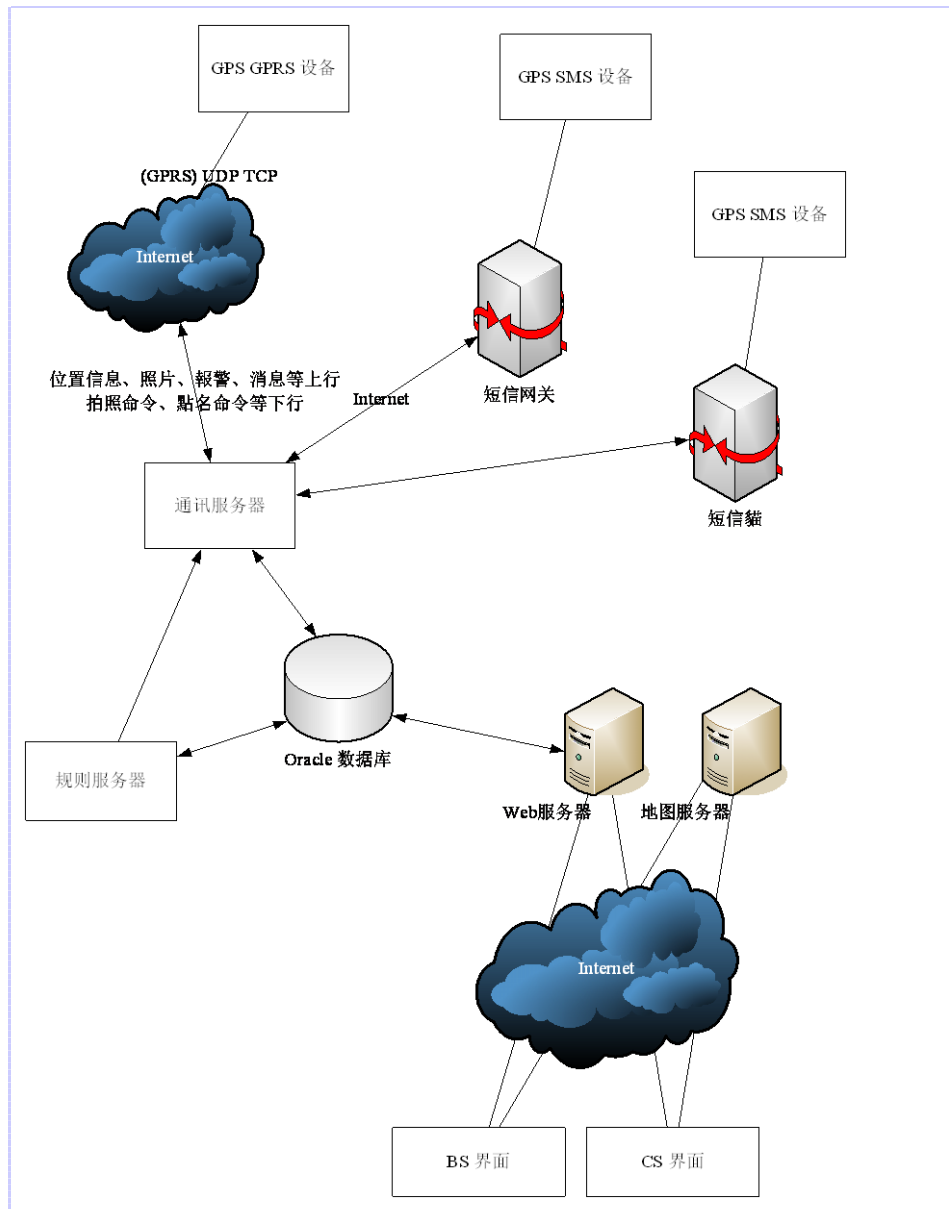 GPS GPRS 设备
GPS SMS 设备
(GPRS) UDP TCP
GPS SMS 设备
Internet
位置信息、照片、報警、消息等上行
拍照命令、點名命令等下行
Internet
短信网关
通讯服务器
短信貓
Oracle 数据库
规则服务器
Web服务器
地图服务器
Internet
BS 界面
CS 界面